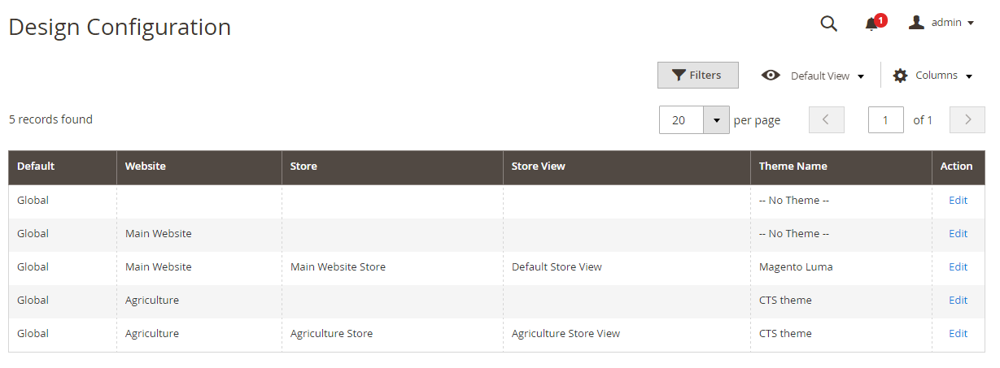 Design Configuration
1
admin
Filters
Default View
Columns
5 records found
20 per page
1 of 1
Default Website Store Store View Theme Name Action
Global -- No Theme -- Edit
Global Main Website -- No Theme -- Edit
Global Main Website Main Website Store Default Store View Magento Luma Edit
Global Agriculture CTS theme Edit
Global Agriculture Agriculture Store Agriculture Store View CTS theme Edit